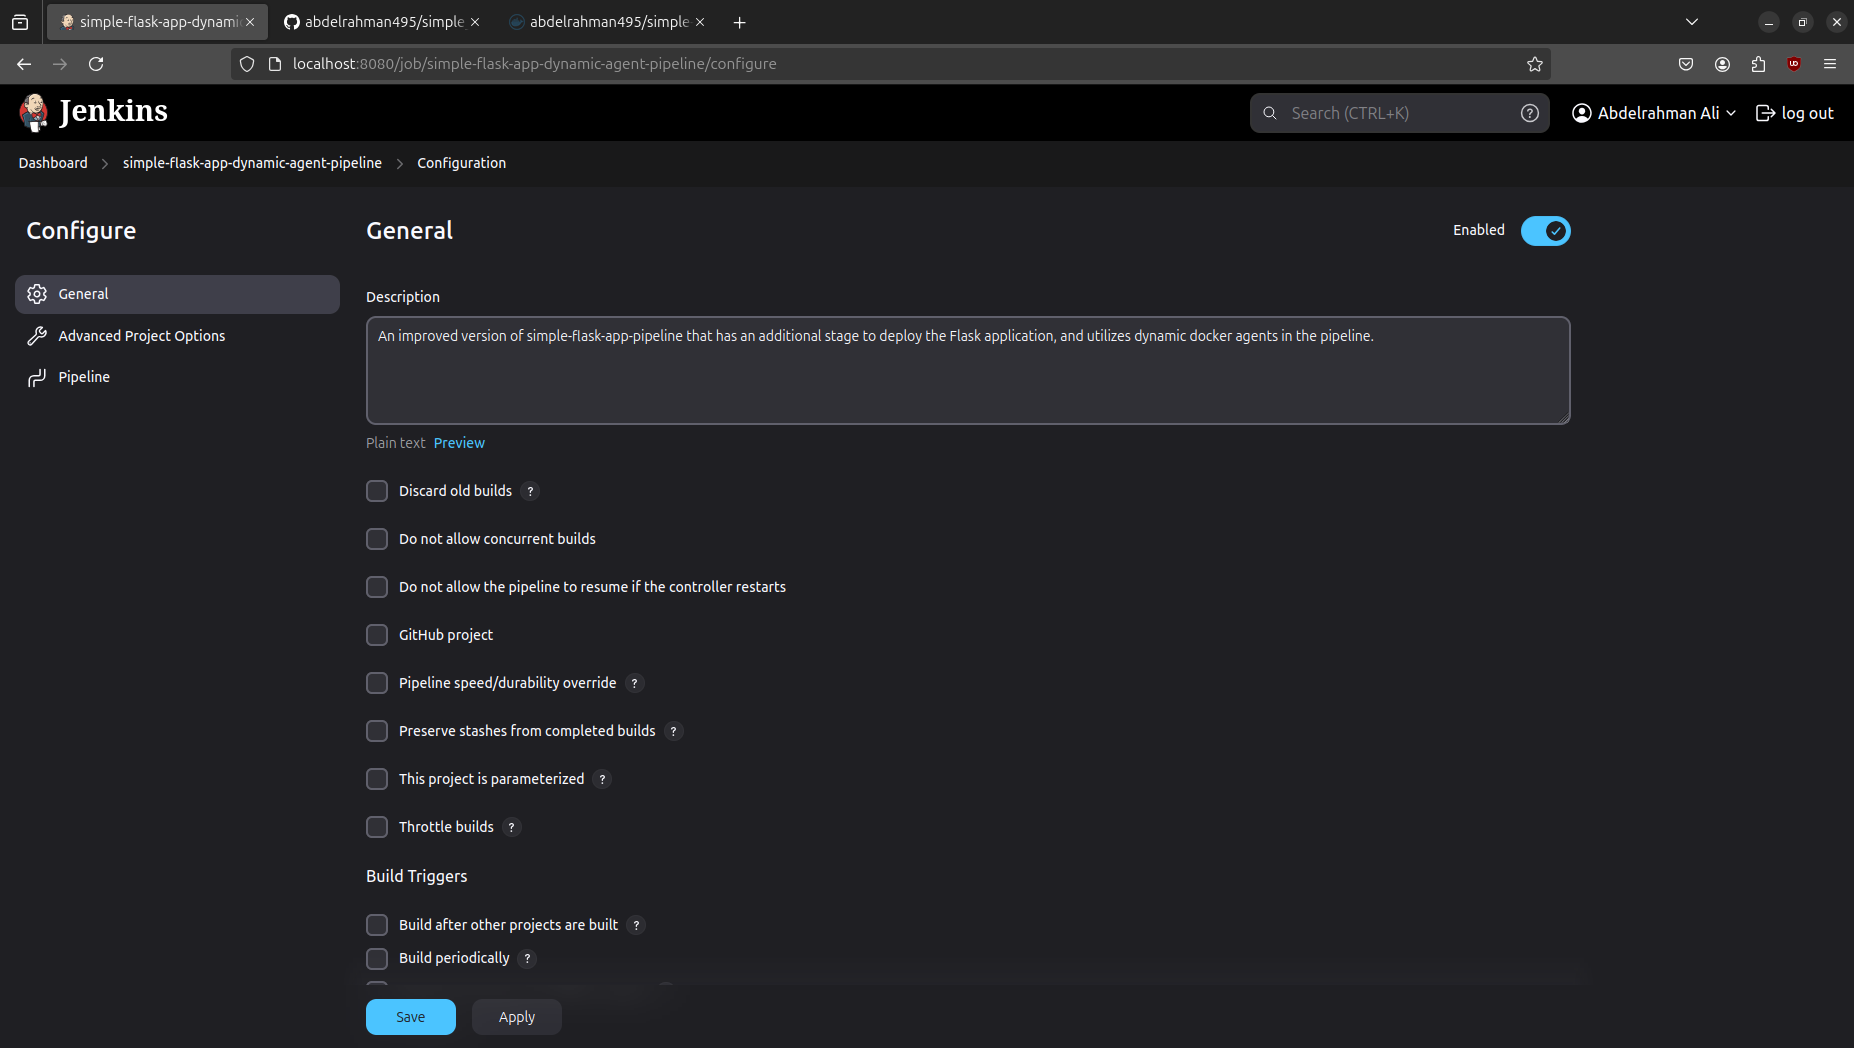 simple-flask-app-dynami
abdelrahman495/simple
abdelrahman495/simple
localhost:8080/job/simple-flask-app-dynamic-agent-pipeline/configure
Jenkins
Search (CTRL+K)
?
Abdelrahman Ali
log out
Dashboard
simple-flask-app-dynamic-agent-pipeline
Configuration
Configure
General
Advanced Project Options
Pipeline
General
Enabled
Description
An improved version of simple-flask-app-pipeline that has an additional stage to deploy the Flask application, and utilizes dynamic docker agents in the pipeline.
Plain text Preview
Discard old builds ?
Do not allow concurrent builds
Do not allow the pipeline to resume if the controller restarts
GitHub project
Pipeline speed/durability override ?
Preserve stashes from completed builds ?
This project is parameterized ?
Throttle builds ?
Build Triggers
Build after other projects are built ?
Build periodically ?
Save
Apply